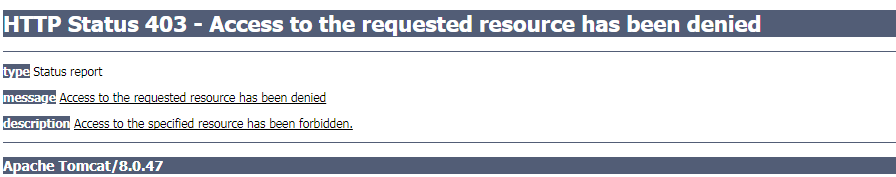 HTTP Status 403 - Access to the requested resource has been denied
type Status report
message Access to the requested resource has been denied
description Access to the specified resource has been forbidden.
Apache Tomcat/8.0.47